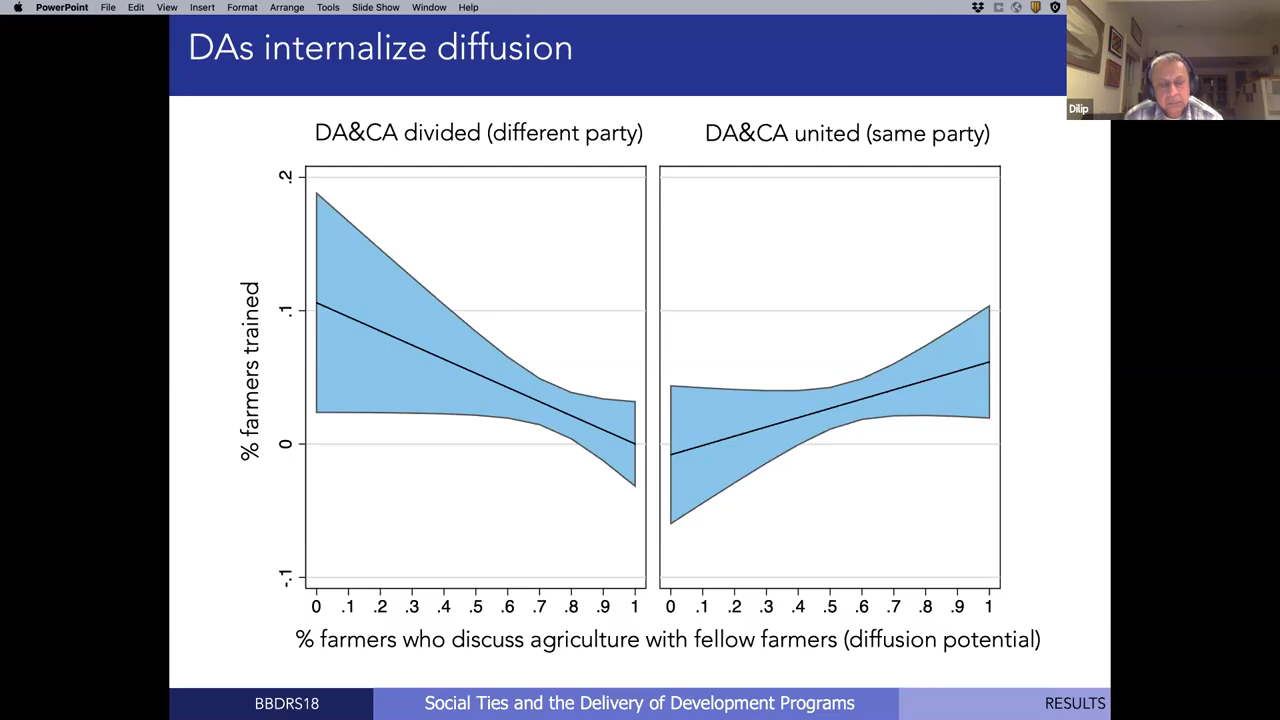 PowerPoint File Edit View Insert Format Arrange Tools Slide Show Window Help
DAs internalize diffusion
Dilip
DA&CA divided (different party)
DA&CA united (same party)
% farmers trained
.2
.1
0
-.1
0 .1 .2 .3 .4 .5 .6 .7 .8 .9 1
0 .1 .2 .3 .4 .5 .6 .7 .8 .9 1
% farmers who discuss agriculture with fellow farmers (diffusion potential)
BBDRS18
Social Ties and the Delivery of Development Programs
RESULTS